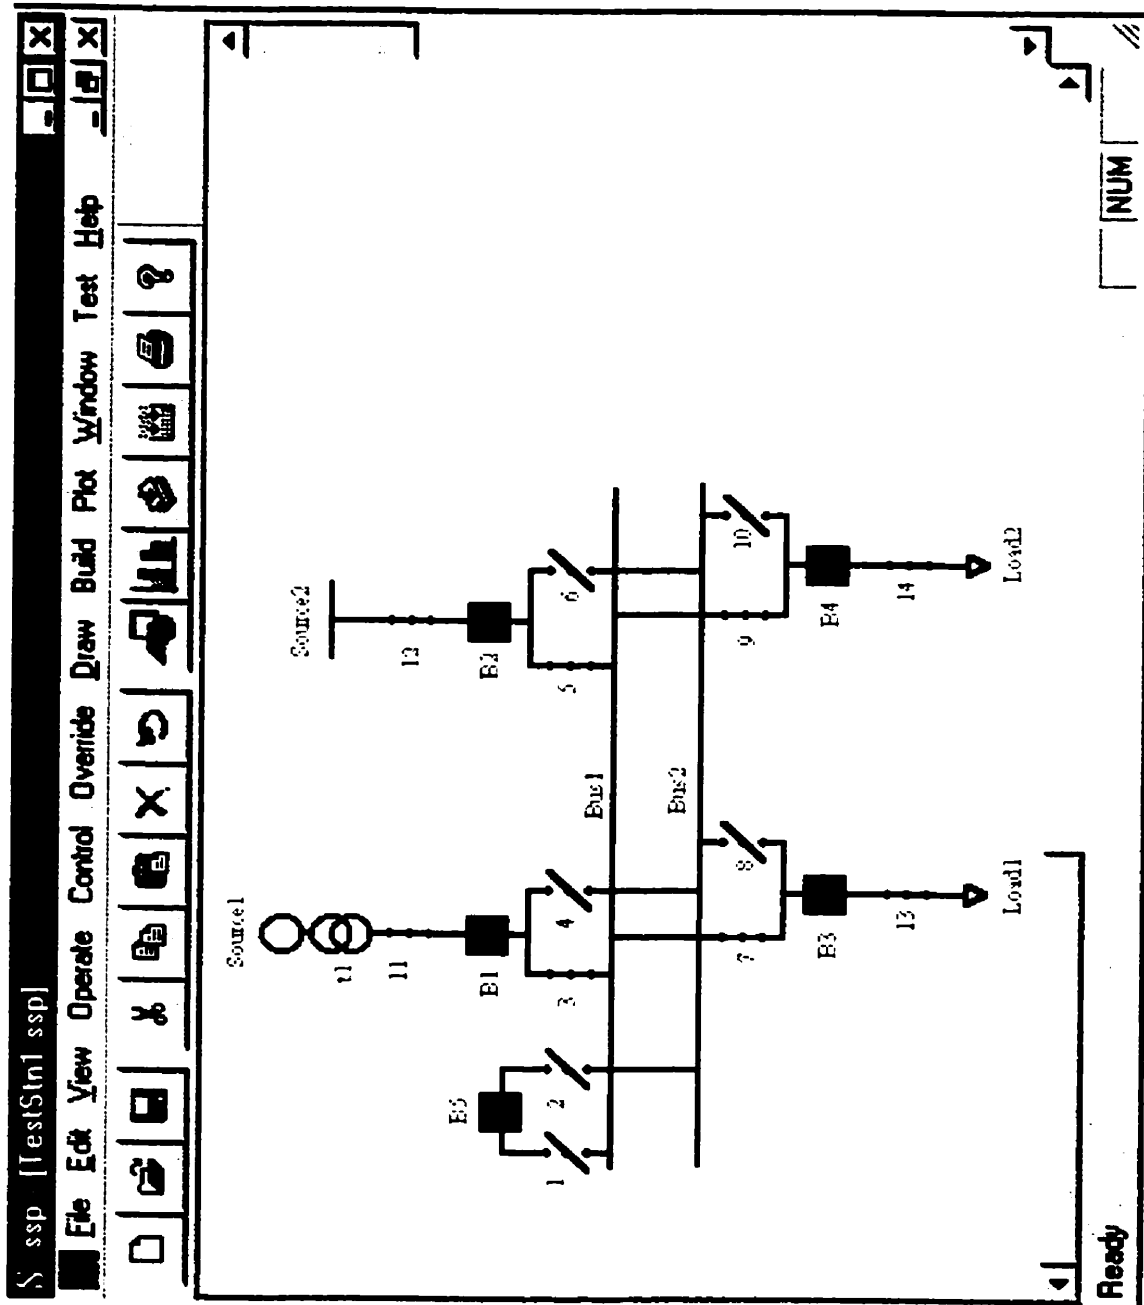 ssp - [TestStn1 ssp]
File Edit View Operate Control Override Draw Build Plot Window Test Help
Source1
Source2
t1
11
12
B5
B1
B2
1
2
3
4
5
6
Bus1
Bus2
7
8
9
10
B3
B4
13
14
Load1
Load2
Ready
NUM